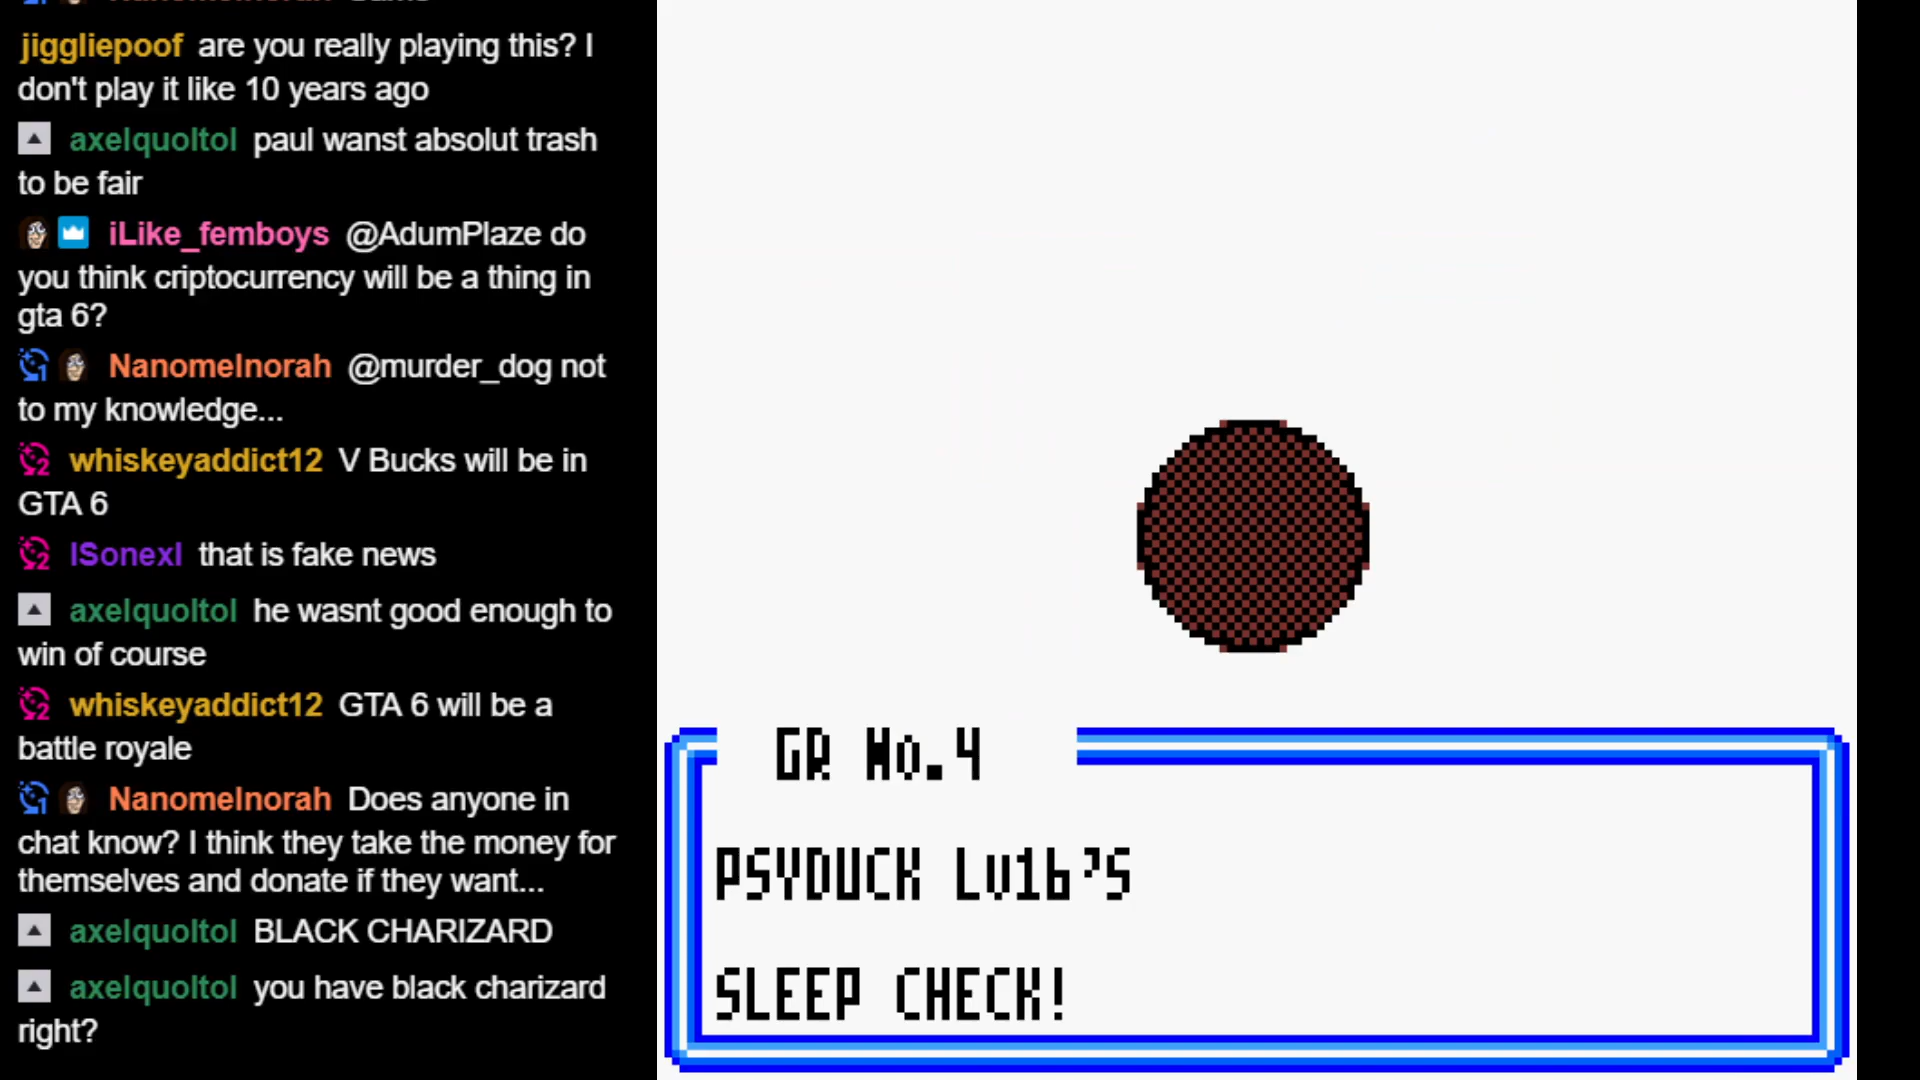 jiggliepoof are you really playing this? I
don't play it like 10 years ago
axelquoltol paul wanst absolut trash
to be fair
iLike_femboys @AdumPlaze do
you think criptocurrency will be a thing in
gta 6?
NanomeInorah @murder_dog not
to my knowledge...
whiskeyaddict12 V Bucks will be in
GTA 6
ISonexI that is fake news
axelquoltol he wasnt good enough to
win of course
whiskeyaddict12 GTA 6 will be a
battle royale
NanomeInorah Does anyone in
chat know? I think they take the money for
themselves and donate if they want...
axelquoltol BLACK CHARIZARD
axelquoltol you have black charizard
right?
GR No.4
PSYDUCK Lv16'S
SLEEP CHECK!